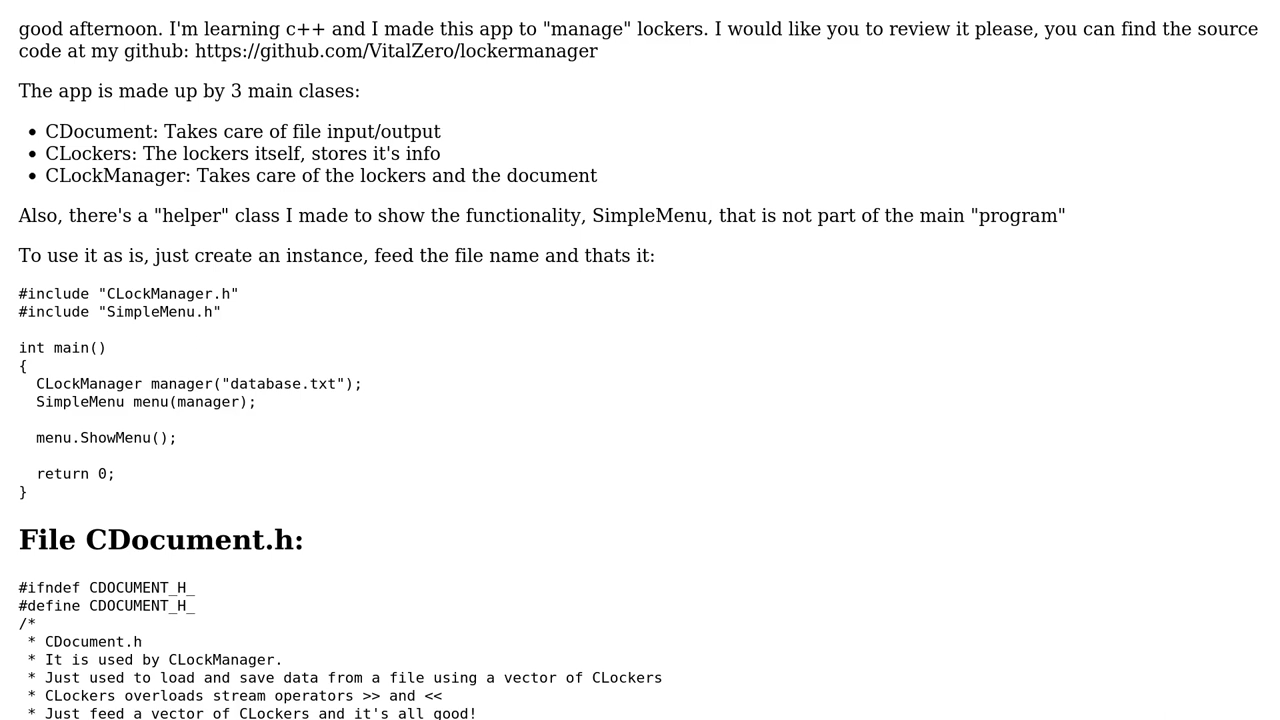 good afternoon. I'm learning c++ and I made this app to "manage" lockers. I would like you to review it please, you can find the source
code at my github: https://github.com/VitalZero/lockermanager
The app is made up by 3 main clases:
• CDocument: Takes care of file input/output
• CLockers: The lockers itself, stores it's info
• CLockManager: Takes care of the lockers and the document
Also, there's a "helper" class I made to show the functionality, SimpleMenu, that is not part of the main "program"
To use it as is, just create an instance, feed the file name and thats it:
#include "CLockManager.h"
#include "SimpleMenu.h"
int main()
{
  CLockManager manager("database.txt");
  SimpleMenu menu(manager);
  menu.ShowMenu();
  return 0;
}
File CDocument.h:
#ifndef CDOCUMENT_H_
#define CDOCUMENT_H_
/*
 * CDocument.h
 * It is used by CLockManager.
 * Just used to load and save data from a file using a vector of CLockers
 * CLockers overloads stream operators >> and <<
 * Just feed a vector of CLockers and it's all good!